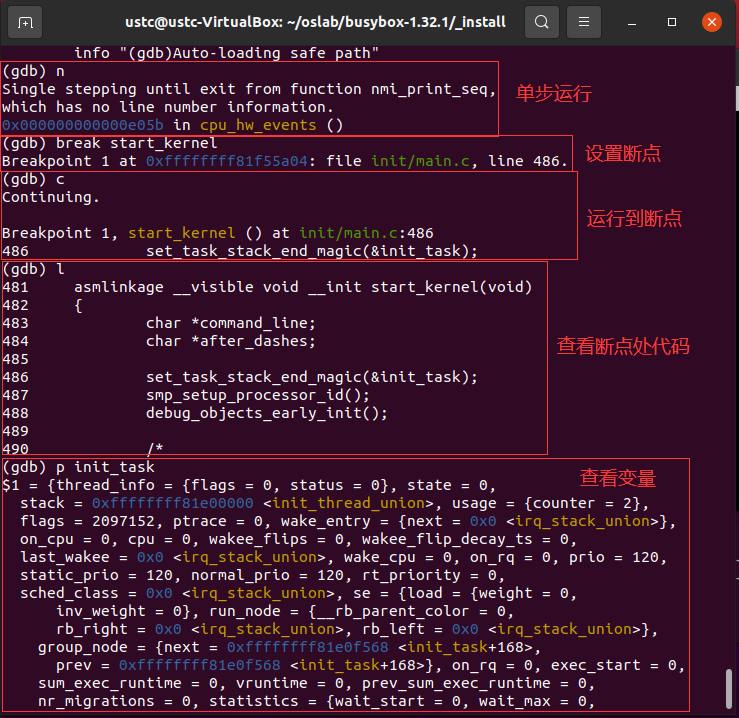 ustc@ustc-VirtualBox: ~/oslab/busybox-1.32.1/_install
info "(gdb)Auto-loading safe path"
(gdb) n
Single stepping until exit from function nmi_print_seq,
which has no line number information.
0x000000000000e05b in cpu_hw_events ()
单步运行
(gdb) break start_kernel
Breakpoint 1 at 0xffffffff81f55a04: file init/main.c, line 486.
设置断点
(gdb) c
Continuing.
Breakpoint 1, start_kernel () at init/main.c:486
486 set_task_stack_end_magic(&init_task);
运行到断点
(gdb) l
481 asmlinkage __visible void __init start_kernel(void)
482 {
483 char *command_line;
484 char *after_dashes;
485
486 set_task_stack_end_magic(&init_task);
487 smp_setup_processor_id();
488 debug_objects_early_init();
489
490 /*
查看断点处代码
(gdb) p init_task
查看变量
$1 = {thread_info = {flags = 0, status = 0}, state = 0,
stack = 0xffffffff81e00000 <init_thread_union>, usage = {counter = 2},
flags = 2097152, ptrace = 0, wake_entry = {next = 0x0 <irq_stack_union>},
on_cpu = 0, cpu = 0, wakee_flips = 0, wakee_flip_decay_ts = 0,
last_wakee = 0x0 <irq_stack_union>, wake_cpu = 0, on_rq = 0, prio = 120,
static_prio = 120, normal_prio = 120, rt_priority = 0,
sched_class = 0x0 <irq_stack_union>, se = {load = {weight = 0,
inv_weight = 0}, run_node = {__rb_parent_color = 0,
rb_right = 0x0 <irq_stack_union>, rb_left = 0x0 <irq_stack_union>},
group_node = {next = 0xffffffff81e0f568 <init_task+168>,
prev = 0xffffffff81e0f568 <init_task+168>}, on_rq = 0, exec_start = 0,
sum_exec_runtime = 0, vruntime = 0, prev_sum_exec_runtime = 0,
nr_migrations = 0, statistics = {wait_start = 0, wait_max = 0,